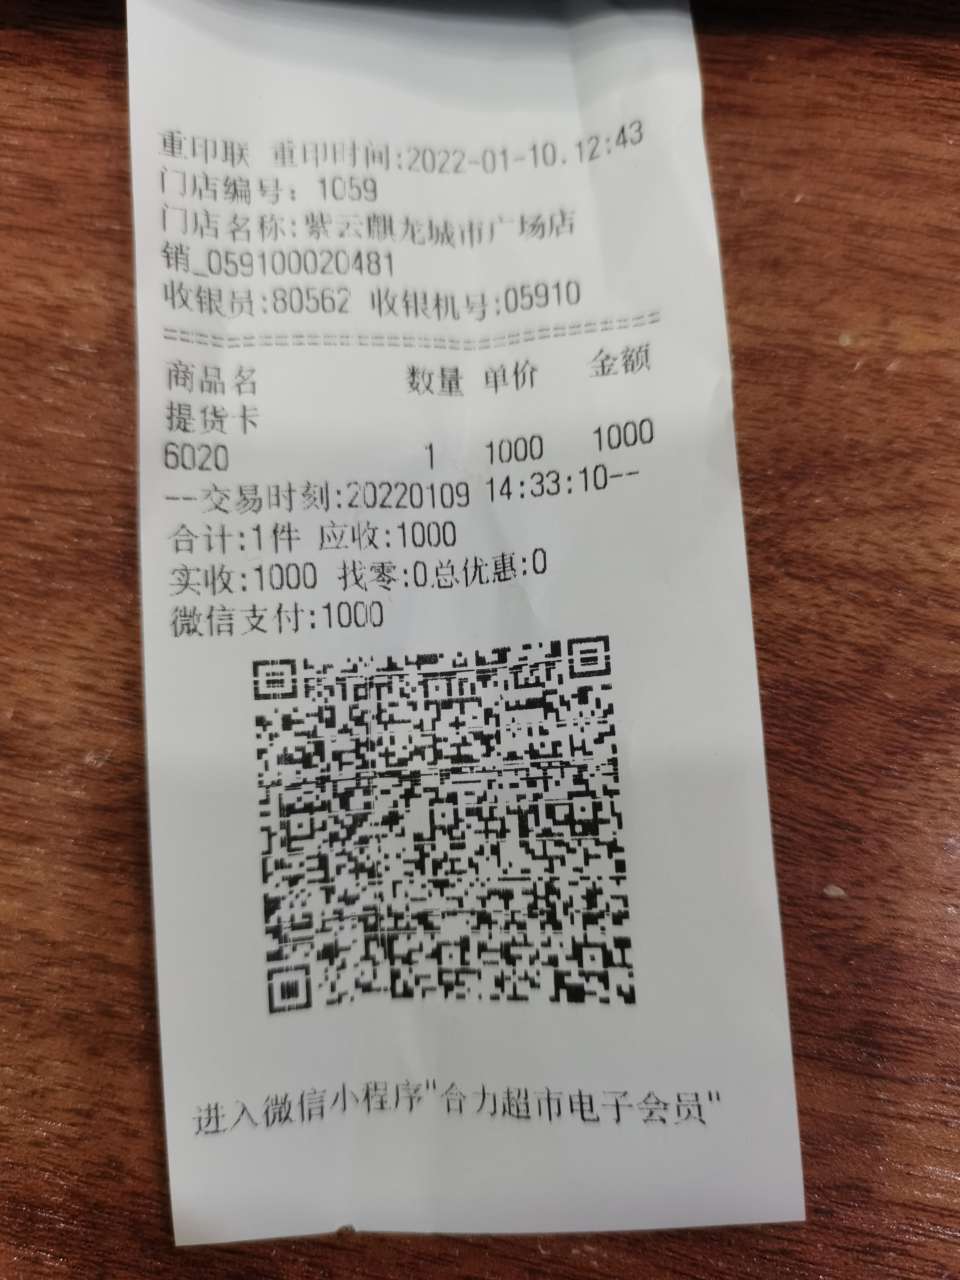 重印联 重印时间:2022-01-10.12:43
门店编号: 1059
门店名称:紫云麒龙城市广场店
销_059100020481
收银员:80562 收银机号:05910
==========================================
商品名 数量 单价 金额
提货卡
6020 1 1000 1000
--交易时刻:20220109 14:33:10--
合计:1件 应收:1000
实收:1000 找零:0总优惠:0
微信支付:1000
进入微信小程序"合力超市电子会员"